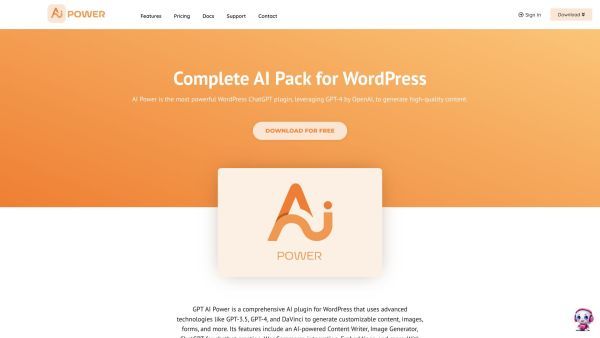 Ai POWER
Features Pricing Docs Support Contact
Sign in
Download
Complete AI Pack for WordPress
AI Power is the most powerful WordPress ChatGPT plugin, leveraging GPT-4 by OpenAI, to generate high-quality content.
DOWNLOAD FOR FREE
Ai
POWER
GPT AI Power is a comprehensive AI plugin for WordPress that uses advanced
technologies like GPT-3.5, GPT-4, and DaVinci to generate customizable content, images,
forms, and more. Its features include an AI-powered Content Writer, Image Generator,